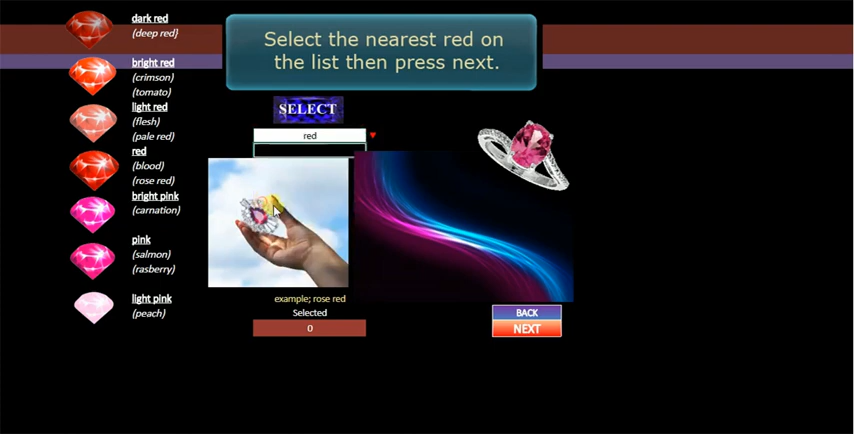 dark red
(deep red}
bright red
(crimson)
(tomato)
light red
(flesh)
(pale red)
red
(blood)
(rose red)
bright pink
(carnation)
pink
(salmon)
(rasberry)
light pink
(peach)
Select the nearest red on
the list then press next.
SELECT
red
example; rose red
Selected
0
BACK
NEXT